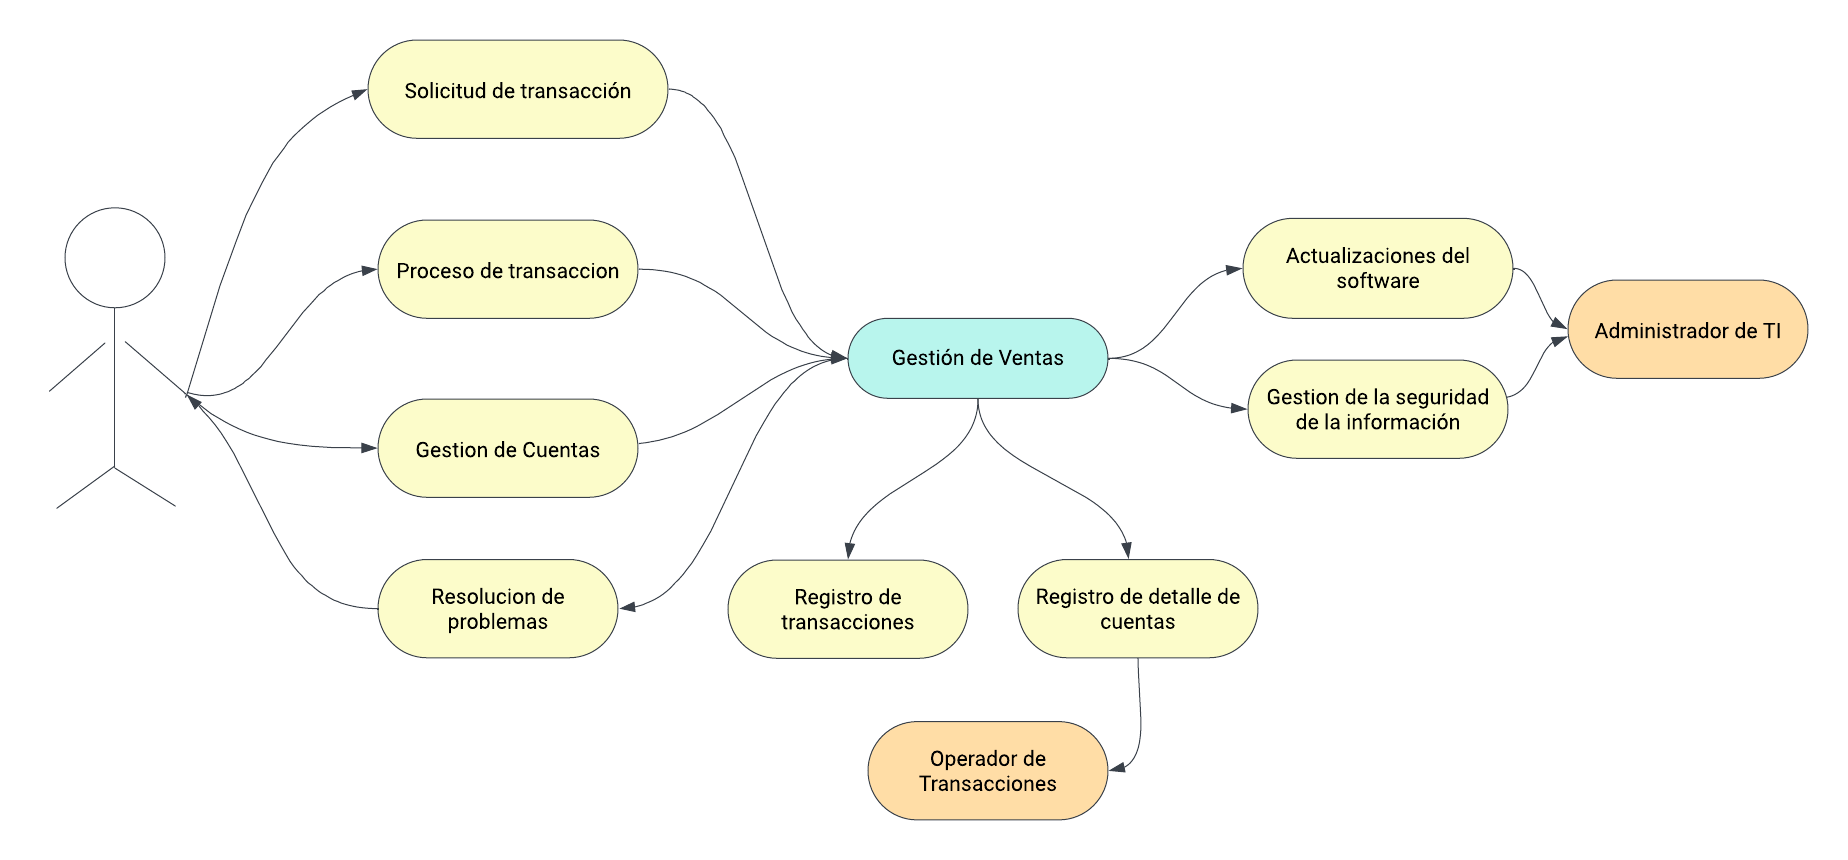 Solicitud de transacción
Proceso de transaccion
Gestion de Cuentas
Resolucion de
problemas
Gestión de Ventas
Registro de
transacciones
Registro de detalle de
cuentas
Operador de
Transacciones
Actualizaciones del
software
Gestion de la seguridad
de la información
Administrador de TI